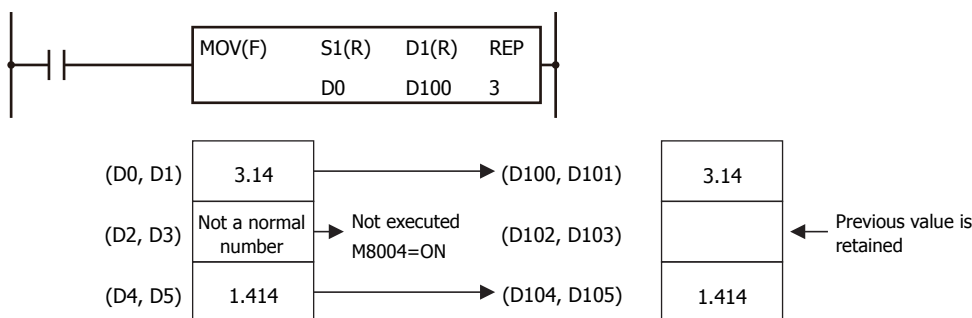 MOV(F) S1(R) D1(R) REP
D0 D100 3
(D0, D1) 3.14 (D100, D101) 3.14
(D2, D3) Not a normal number Not executed M8004=ON (D102, D103) Previous value is retained
(D4, D5) 1.414 (D104, D105) 1.414